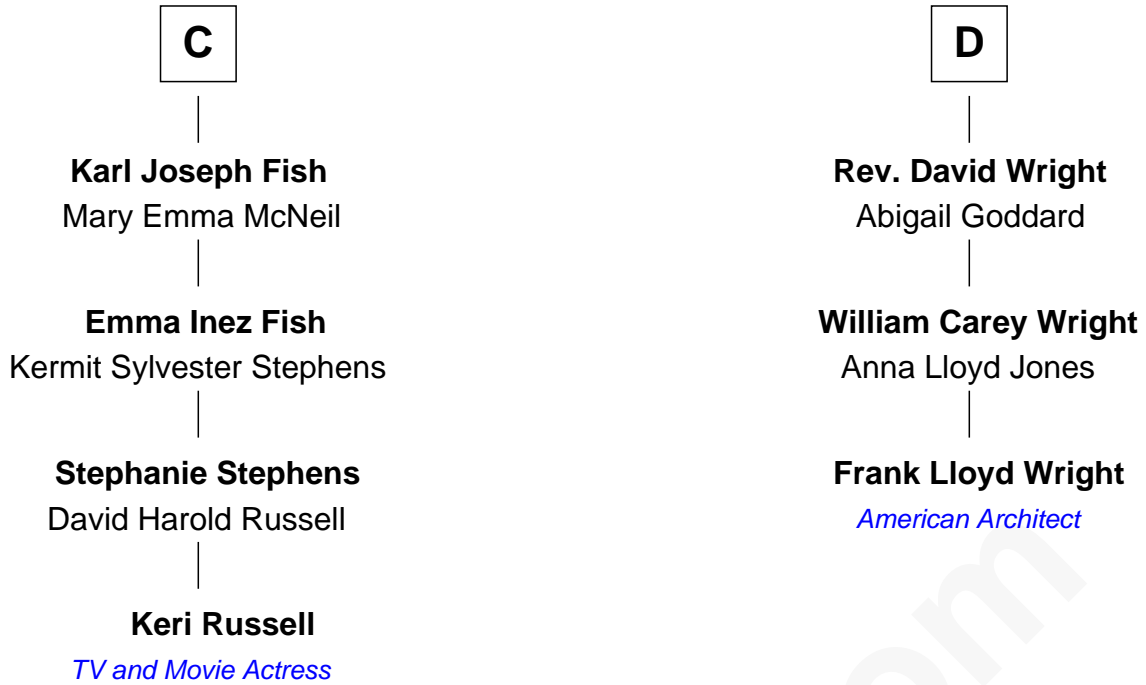 C
Karl Joseph Fish
Mary Emma McNeil
Emma Inez Fish
Kermit Sylvester Stephens
Stephanie Stephens
David Harold Russell
Keri Russell
TV and Movie Actress
D
Rev. David Wright
Abigail Goddard
William Carey Wright
Anna Lloyd Jones
Frank Lloyd Wright
American Architect
om